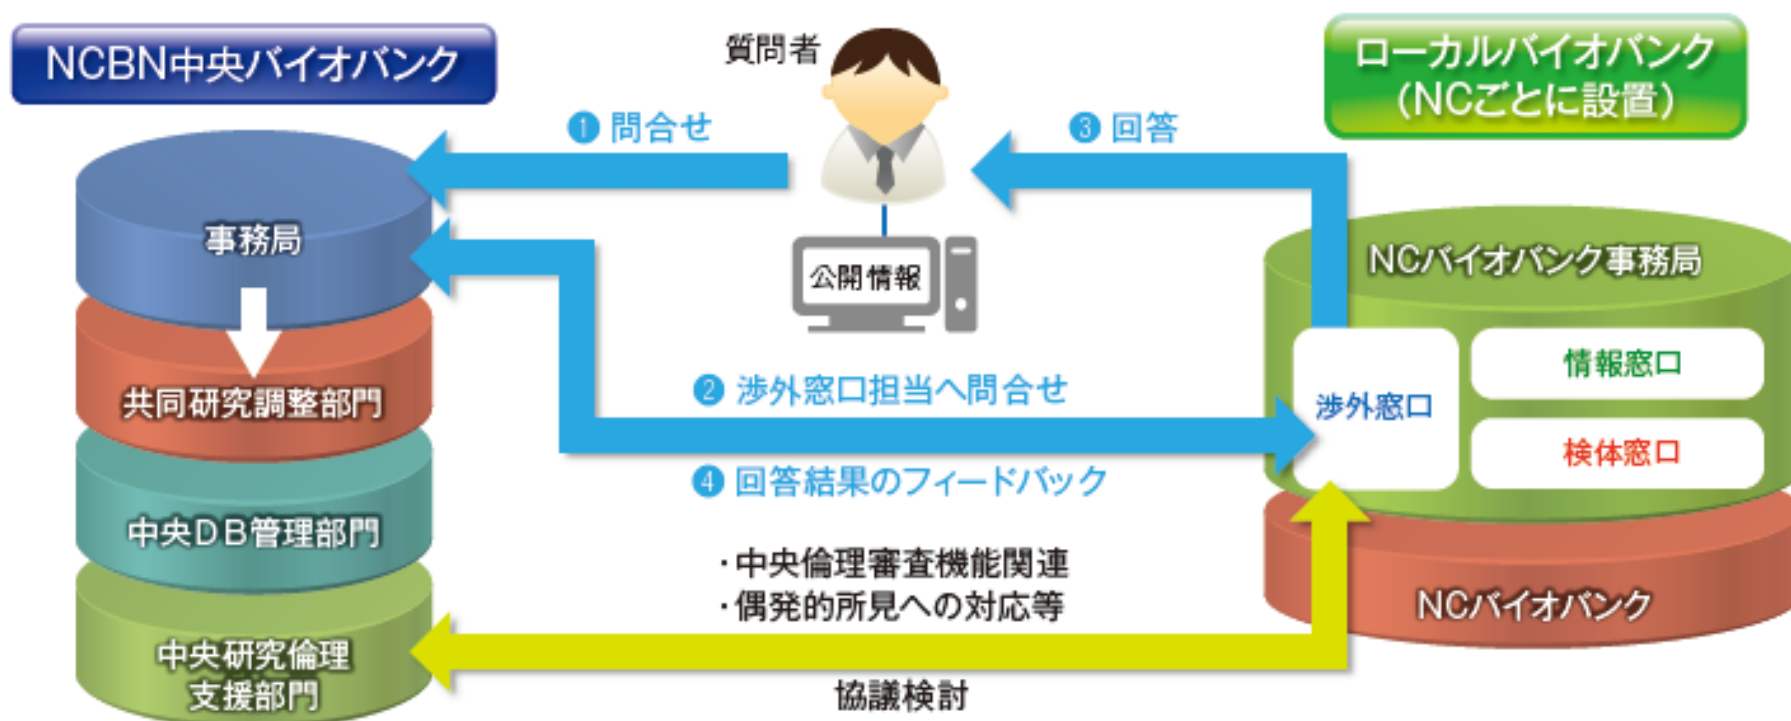 NCBN中央バイオバンク
質問者
ローカルバイオバンク
（NCごとに設置）
❶ 問合せ
❸ 回答
事務局
公開情報
NCバイオバンク事務局
共同研究調整部門
❷ 渉外窓口担当へ問合せ
渉外窓口
情報窓口
検体窓口
❹ 回答結果のフィードバック
中央DB管理部門
・中央倫理審査機能関連
・偶発的所見への対応等
NCバイオバンク
中央研究倫理
支援部門
協議検討